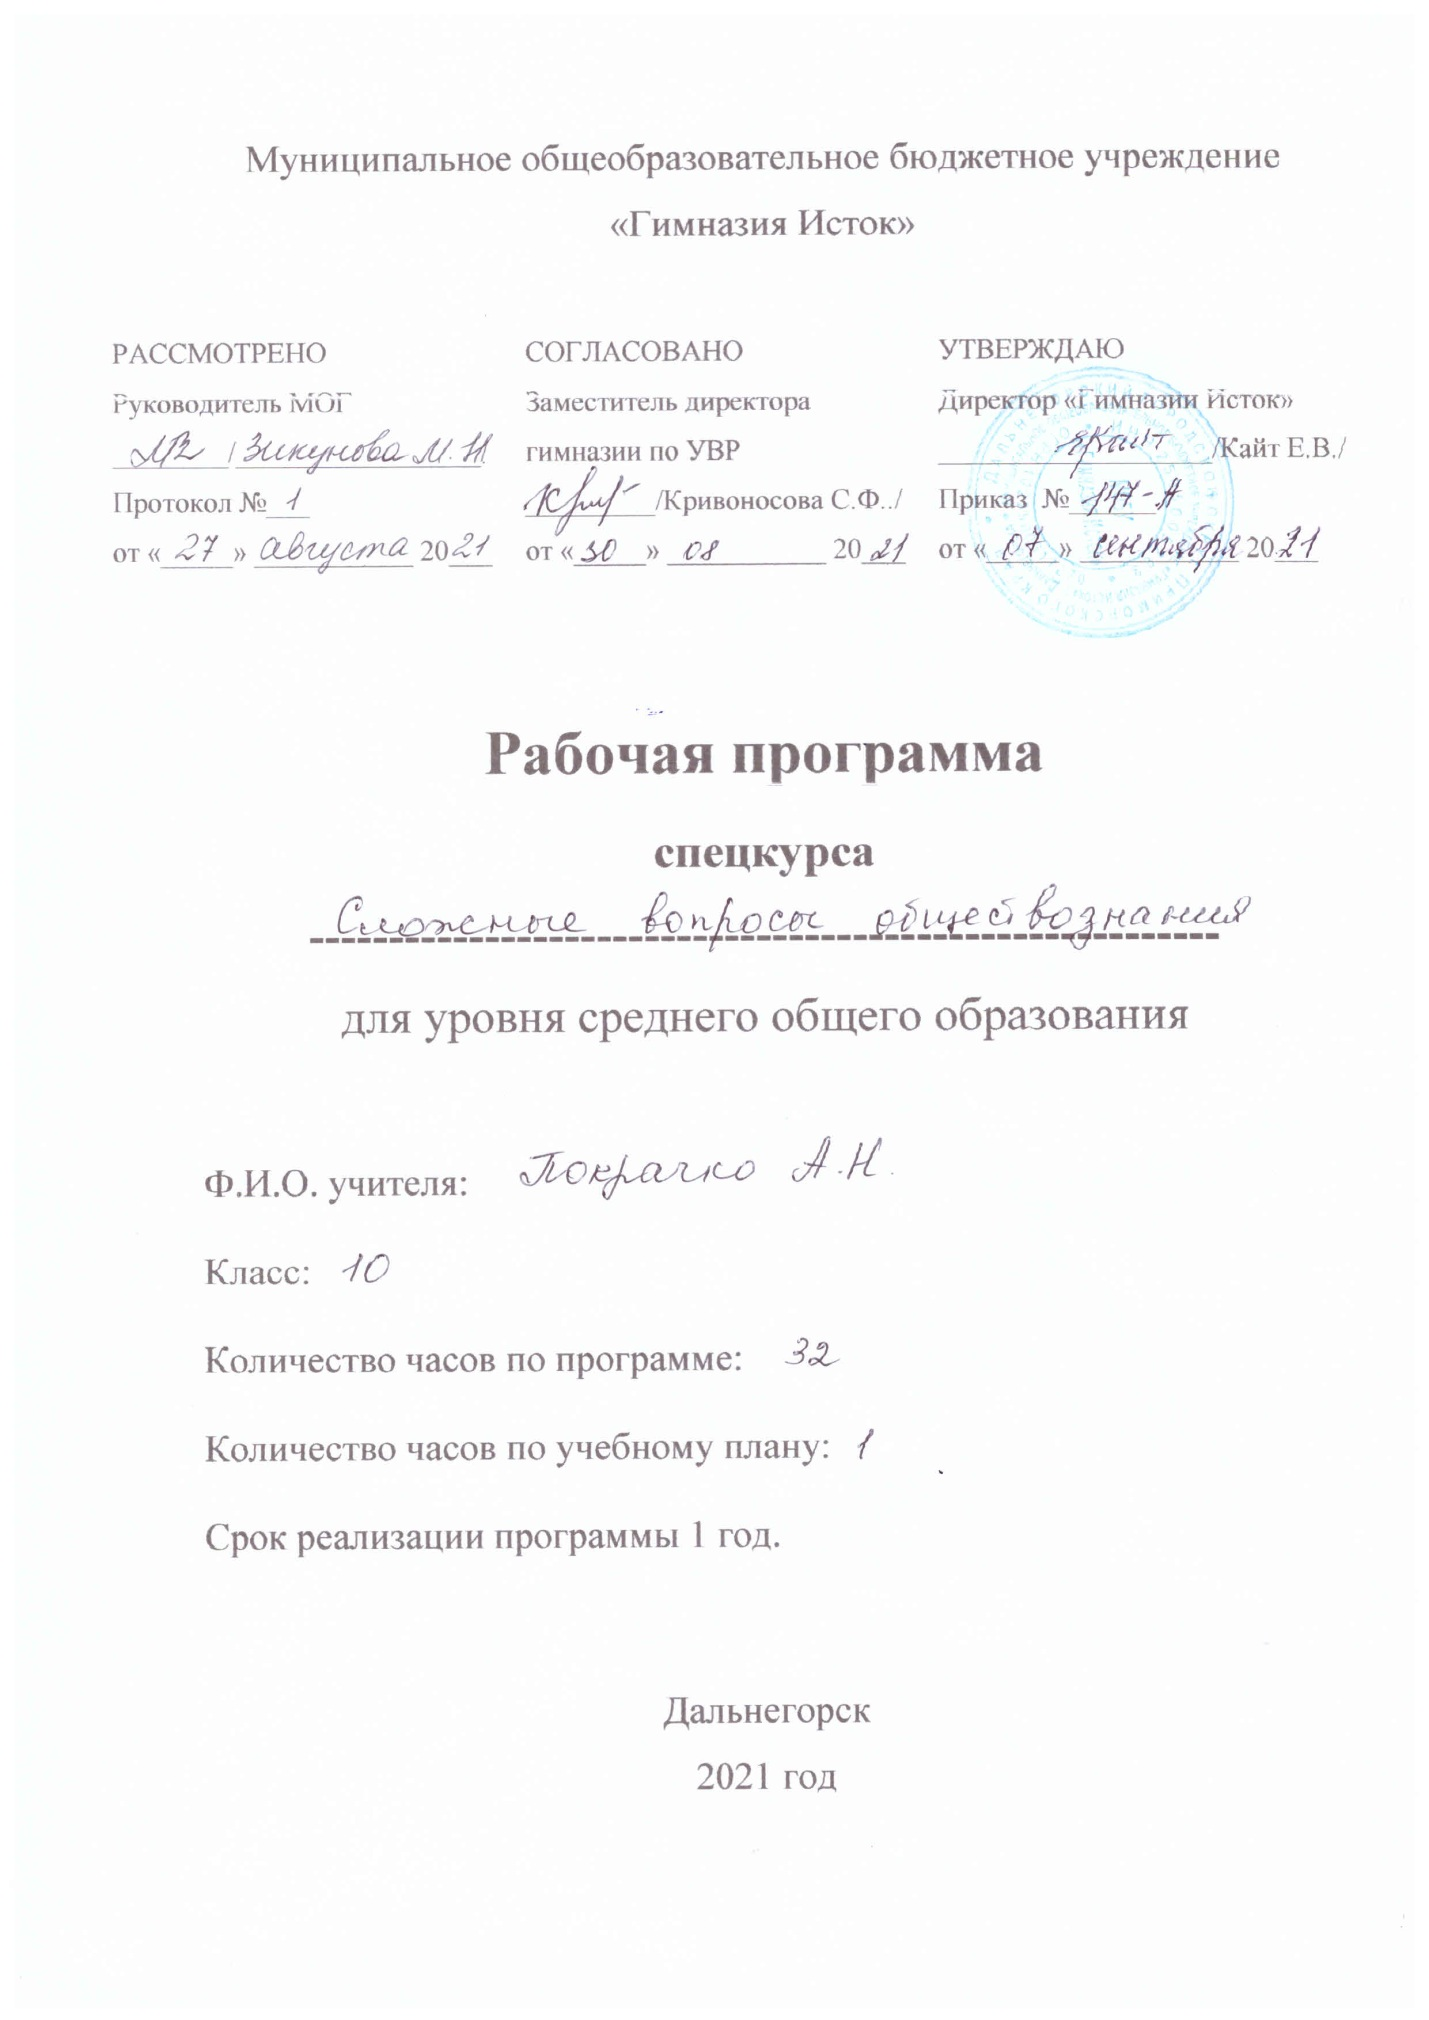 Муниципальное общеобразовательное бюджетное учреждение
«Гимназия Исток»
РАССМОТРЕНО
Руководитель МОГ
/ Зикунова М. Н
Протокол № 1
от « 27 » августа 2021
СОГЛАСОВАНО
Заместитель директора
гимназии по УВР
/Кривоносова С.Ф../
от « 30 » 08 2021
УТВЕРЖДАЮ
Директор «Гимназии Исток»
/Кайт Е.В./
Приказ № 147-А
от « 07 » сентября 2021
Рабочая программа
спецкурса
Сложные вопросы обществознания
для уровня среднего общего образования
Ф.И.О. учителя: Покрачко А.Н.
Класс: 10
Количество часов по программе: 32
Количество часов по учебному плану: 1
Срок реализации программы 1 год.
Дальнегорск
2021 год